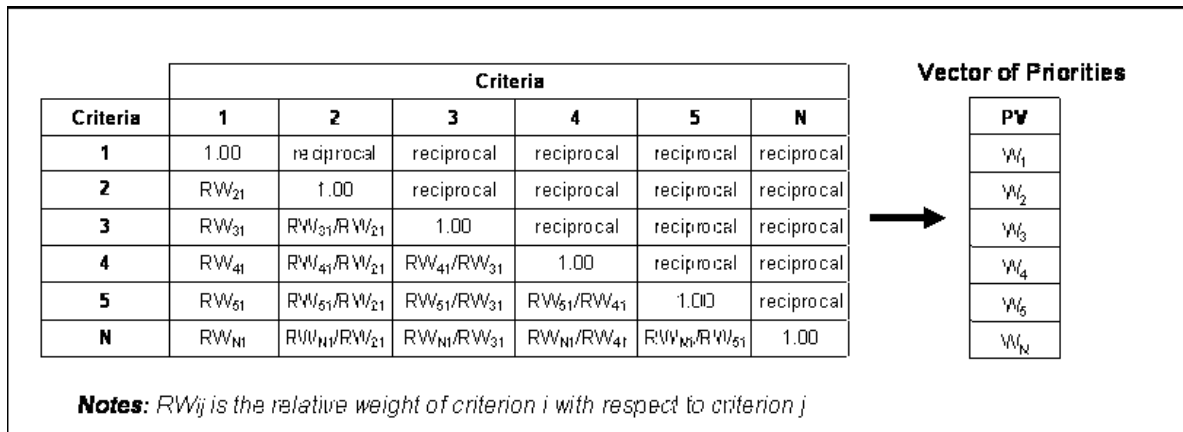 Criteria
Vector of Priorities
Criteria 1 2 3 4 5 N
PV
1 1.00 reciprocal reciprocal reciprocal reciprocal reciprocal
W1
2 RW21 1.00 reciprocal reciprocal reciprocal reciprocal
W2
3 RW31 RW31/RW21 1.00 reciprocal reciprocal reciprocal
W3
4 RW41 RW41/RW21 RW41/RW31 1.00 reciprocal reciprocal
W4
5 RW51 RW51/RW21 RW51/RW31 RW51/RW41 1.00 reciprocal
W5
N RWN1 RWN1/RW21 RWN1/RW31 RWN1/RW41 RWN1/RW51 1.00
WN
Notes: RWij is the relative weight of criterion i with respect to criterion j